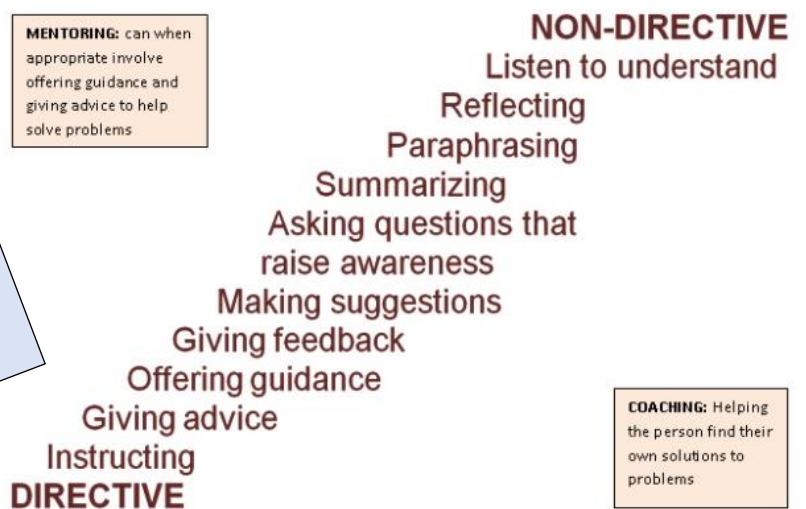 MENTORING: can when
appropriate involve
offering guidance and
giving advice to help
solve problems
NON-DIRECTIVE
Listen to understand
Reflecting
Paraphrasing
Summarizing
Asking questions that
raise awareness
Making suggestions
Giving feedback
Offering guidance
Giving advice
Instructing
DIRECTIVE
COACHING: Helping
the person find their
own solutions to
problems